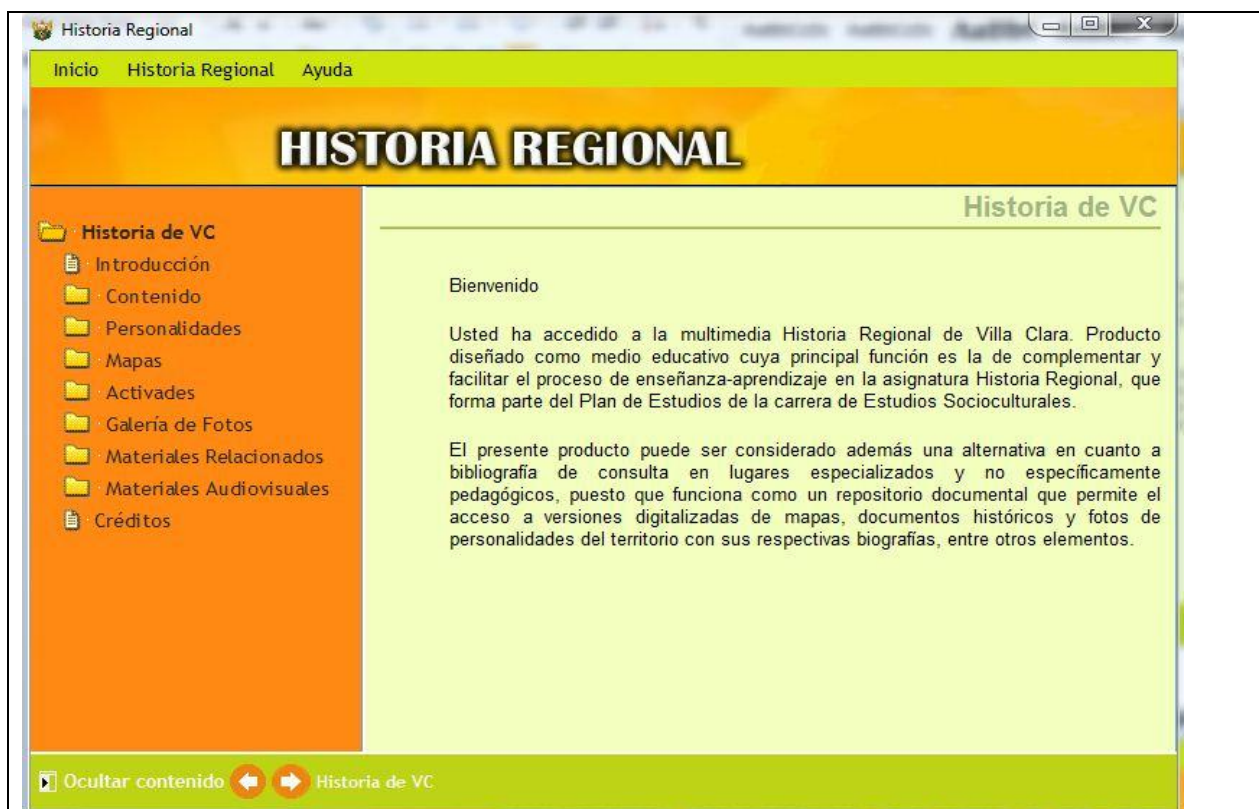 Historia Regional
Inicio Historia Regional Ayuda
HISTORIA REGIONAL
Historia de VC
Introducción
Contenido
Personalidades
Mapas
Activades
Galería de Fotos
Materiales Relacionados
Materiales Audiovisuales
Créditos
Historia de VC
Bienvenido
Usted ha accedido a la multimedia Historia Regional de Villa Clara. Producto
diseñado como medio educativo cuya principal función es la de complementar y
facilitar el proceso de enseñanza-aprendizaje en la asignatura Historia Regional, que
forma parte del Plan de Estudios de la carrera de Estudios Socioculturales.
El presente producto puede ser considerado además una alternativa en cuanto a
bibliografía de consulta en lugares especializados y no específicamente
pedagógicos, puesto que funciona como un repositorio documental que permite el
acceso a versiones digitalizadas de mapas, documentos históricos y fotos de
personalidades del territorio con sus respectivas biografías, entre otros elementos.
Ocultar contenido Historia de VC